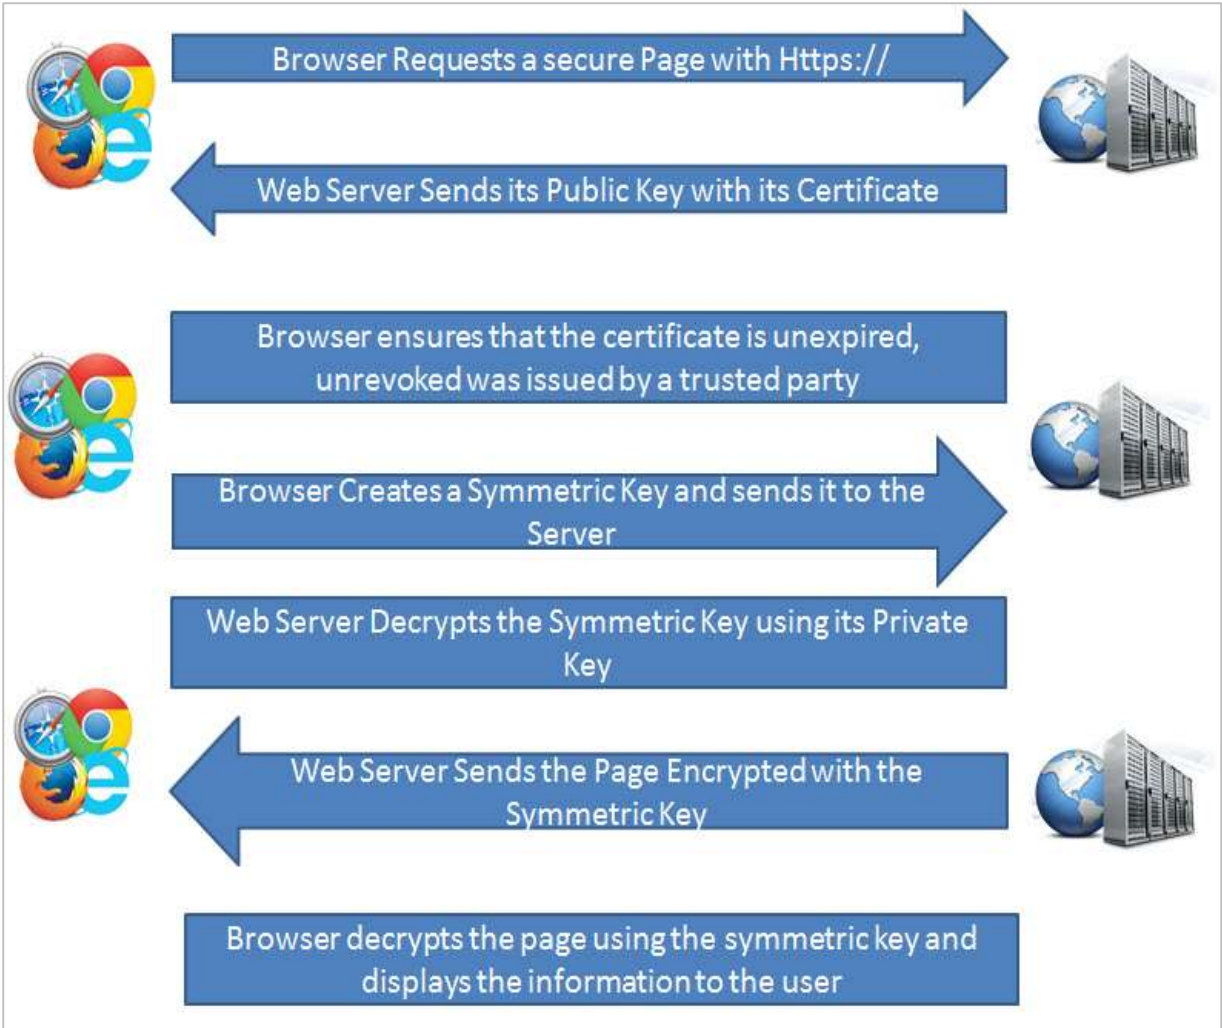 Browser Requests a secure Page with Https://
Web Server Sends its Public Key with its Certificate
Browser ensures that the certificate is unexpired,
unrevoked was issued by a trusted party
Browser Creates a Symmetric Key and sends it to the
Server
Web Server Decrypts the Symmetric Key using its Private
Key
Web Server Sends the Page Encrypted with the
Symmetric Key
Browser decrypts the page using the symmetric key and
displays the information to the user